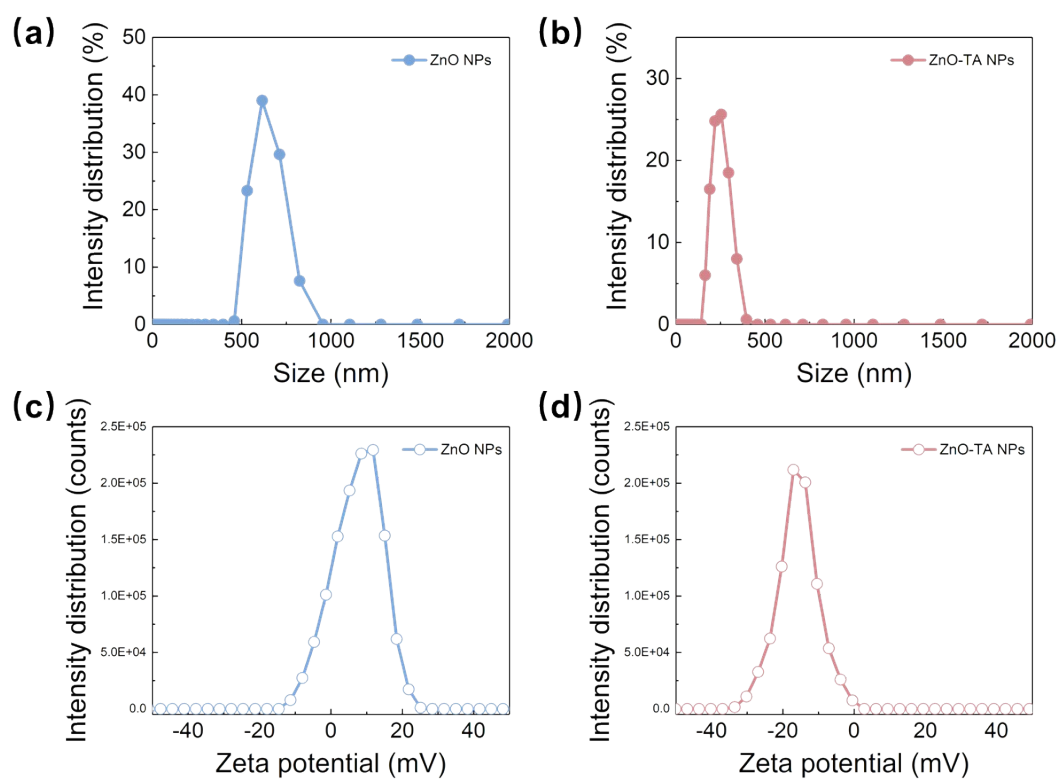 (a)
Intensity distribution (%)
50
40
30
20
10
0
ZnO NPs
0 500 1000 1500 2000
Size (nm)
(b)
Intensity distribution (%)
30
20
10
0
ZnO-TA NPs
0 500 1000 1500 2000
Size (nm)
(c)
Intensity distribution (counts)
2.5E+05
2.0E+05
1.5E+05
1.0E+05
5.0E+04
0.0
ZnO NPs
-40 -20 0 20 40
Zeta potential (mV)
(d)
Intensity distribution (counts)
2.5E+05
2.0E+05
1.5E+05
1.0E+05
5.0E+04
0.0
ZnO-TA NPs
-40 -20 0 20 40
Zeta potential (mV)